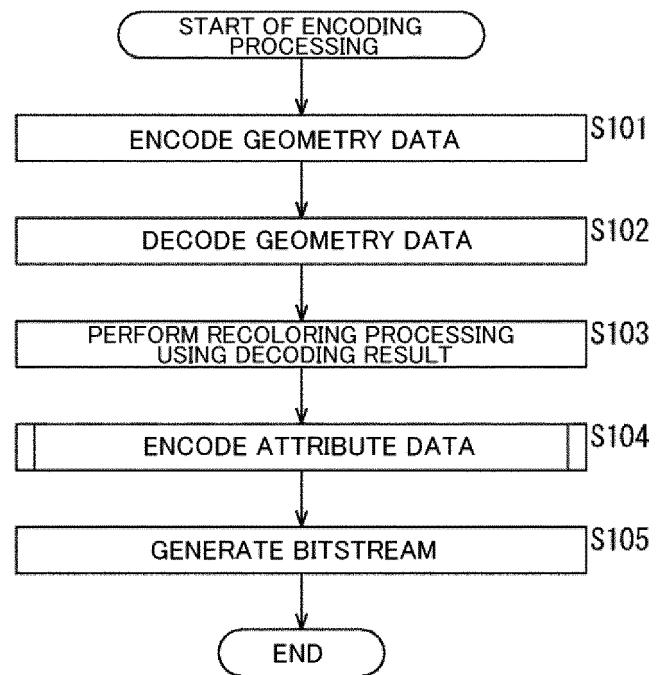 START OF ENCODING
PROCESSING
ENCODE GEOMETRY DATA
S101
DECODE GEOMETRY DATA
S102
PERFORM RECOLORING PROCESSING
USING DECODING RESULT
S103
ENCODE ATTRIBUTE DATA
S104
GENERATE BITSTREAM
S105
END